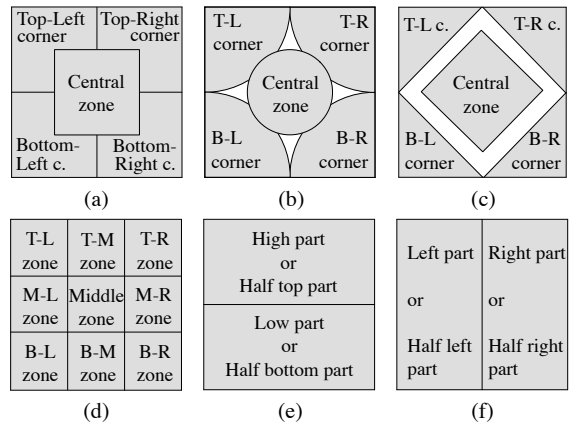 Top-Left
corner
Top-Right
corner
Central
zone
Bottom-
Left c.
Bottom-
Right c.
(a)
T-L
corner
T-R
corner
Central
zone
B-L
corner
B-R
corner
(b)
T-L c.
T-R c.
Central
zone
B-L
corner
B-R
corner
(c)
T-L
zone
T-M
zone
T-R
zone
M-L
zone
Middle
zone
M-R
zone
B-L
zone
B-M
zone
B-R
zone
(d)
High part
or
Half top part
Low part
or
Half bottom part
(e)
Left part
or
Half left
part
Right part
or
Half right
part
(f)